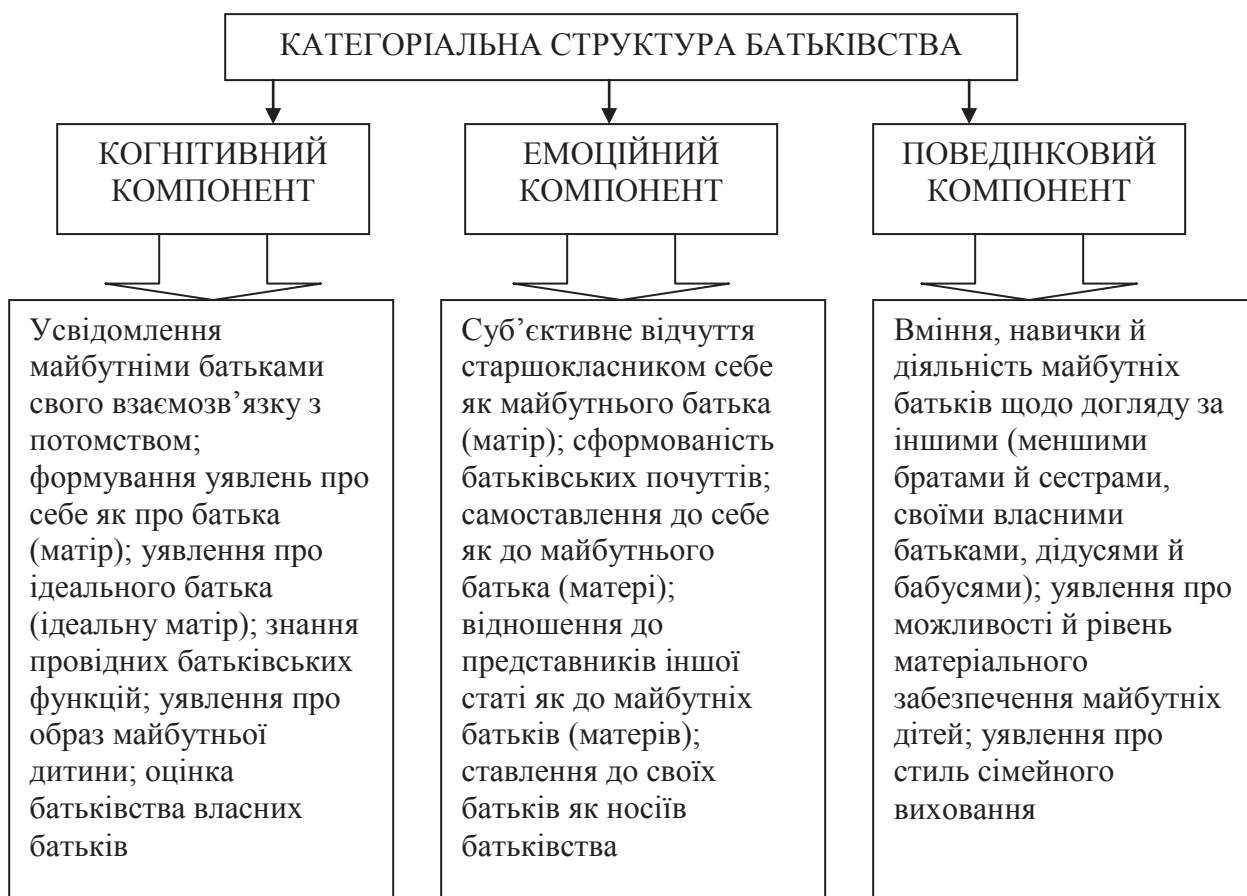 КАТЕГОРІАЛЬНА СТРУКТУРА БАТЬКІВСТВА
КОГНІТИВНИЙ
КОМПОНЕНТ
ЕМОЦІЙНИЙ
КОМПОНЕНТ
ПОВЕДІНКОВИЙ
КОМПОНЕНТ
Усвідомлення
майбутніми батьками
свого взаємозв’язку з
потомством;
формування уявлень про
себе як про батька
(матір); уявлення про
ідеального батька
(ідеальну матір); знання
провідних батьківських
функцій; уявлення про
образ майбутньої
дитини; оцінка
батьківства власних
батьків
Суб’єктивне відчуття
старшокласником себе
як майбутнього батька
(матір); сформованість
батьківських почуттів;
самоставлення до себе
як до майбутнього
батька (матері);
відношення до
представників іншої
статі як до майбутніх
батьків (матерів);
ставлення до своїх
батьків як носіїв
батьківства
Вміння, навички й
діяльність майбутніх
батьків щодо догляду за
іншими (меншими
братами й сестрами,
своїми власними
батьками, дідусями й
бабусями); уявлення про
можливості й рівень
матеріального
забезпечення майбутніх
дітей; уявлення про
стиль сімейного
виховання